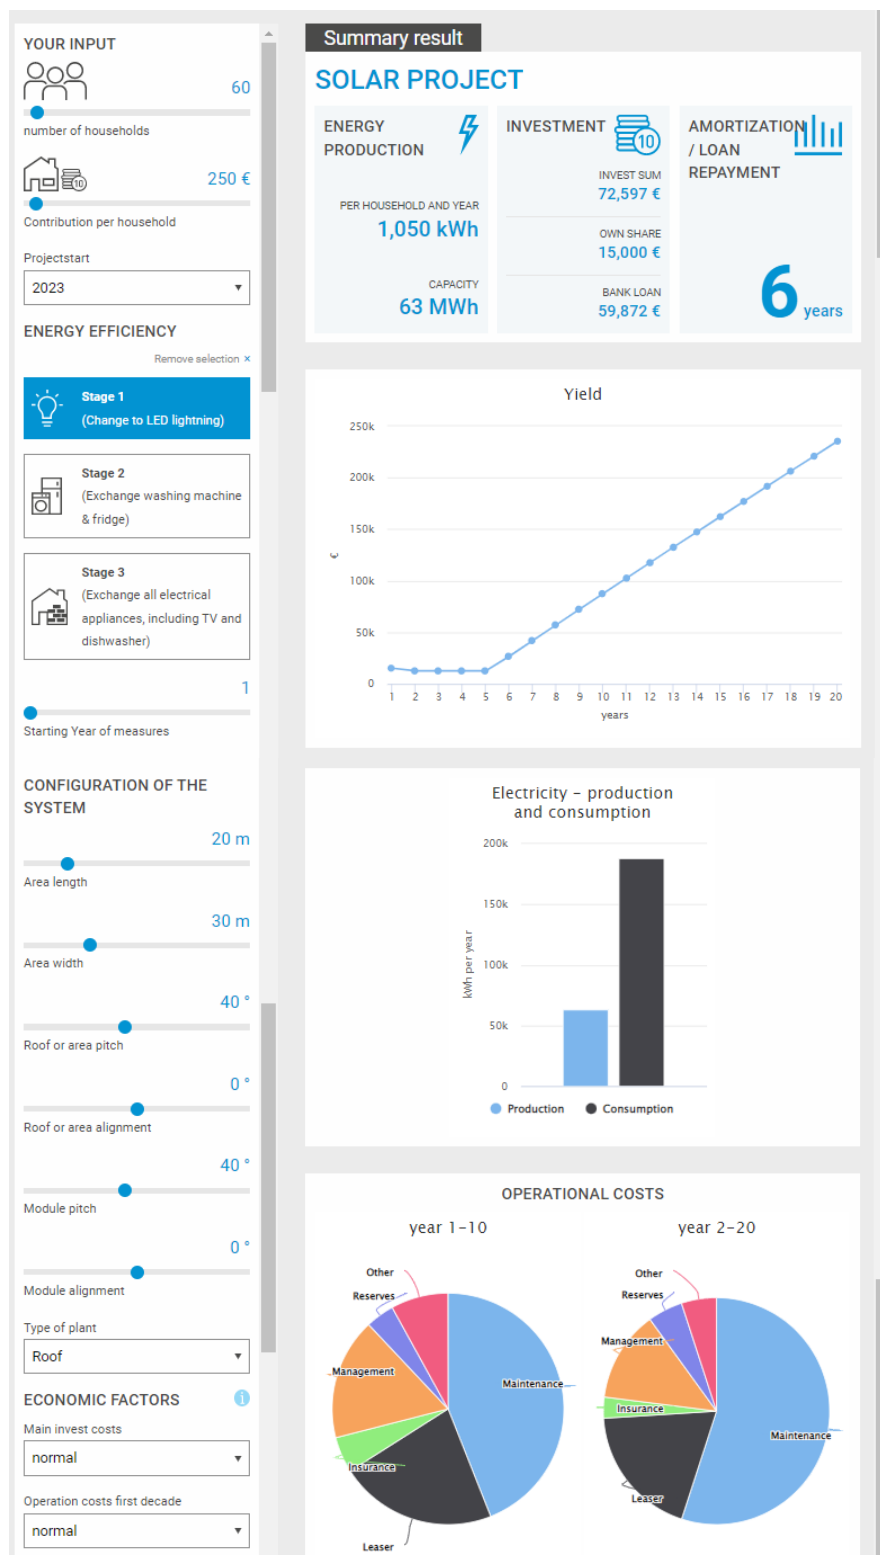 YOUR INPUT
60
number of households
10
250 €
Contribution per household
Projectstart
2023
ENERGY EFFICIENCY
Remove selection ×
Stage 1
(Change to LED lightning)
Stage 2
(Exchange washing machine
& fridge)
Stage 3
(Exchange all electrical
appliances, including TV and
dishwasher)
1
Starting Year of measures
CONFIGURATION OF THE
SYSTEM
20 m
Area length
30 m
Area width
40 °
Roof or area pitch
0 °
Roof or area alignment
40 °
Module pitch
0 °
Module alignment
Type of plant
Roof
ECONOMIC FACTORS
i
Main invest costs
normal
Operation costs first decade
normal
Summary result
SOLAR PROJECT
ENERGY
PRODUCTION
PER HOUSEHOLD AND YEAR
1,050 kWh
CAPACITY
63 MWh
INVESTMENT
10
INVEST SUM
72,597 €
OWN SHARE
15,000 €
BANK LOAN
59,872 €
AMORTIZATION
/ LOAN
REPAYMENT
6 years
Yield
250k
200k
150k
100k
50k
0
€
1 2 3 4 5 6 7 8 9 10 11 12 13 14 15 16 17 18 19 20
years
Electricity – production
and consumption
200k
150k
100k
50k
0
kWh per year
Production Consumption
OPERATIONAL COSTS
year 1–10
Other
Reserves
Management
Maintenance
Insurance
Leaser
year 2–20
Other
Reserves
Management
Insurance
Maintenance
Leaser